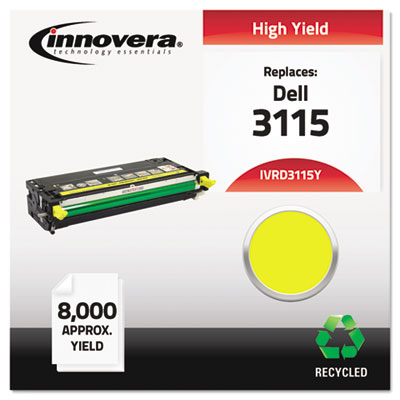 innovera
technology essentials
High Yield
Replaces:
Dell
3115
IVRD3115Y
8,000
APPROX.
YIELD
RECYCLED